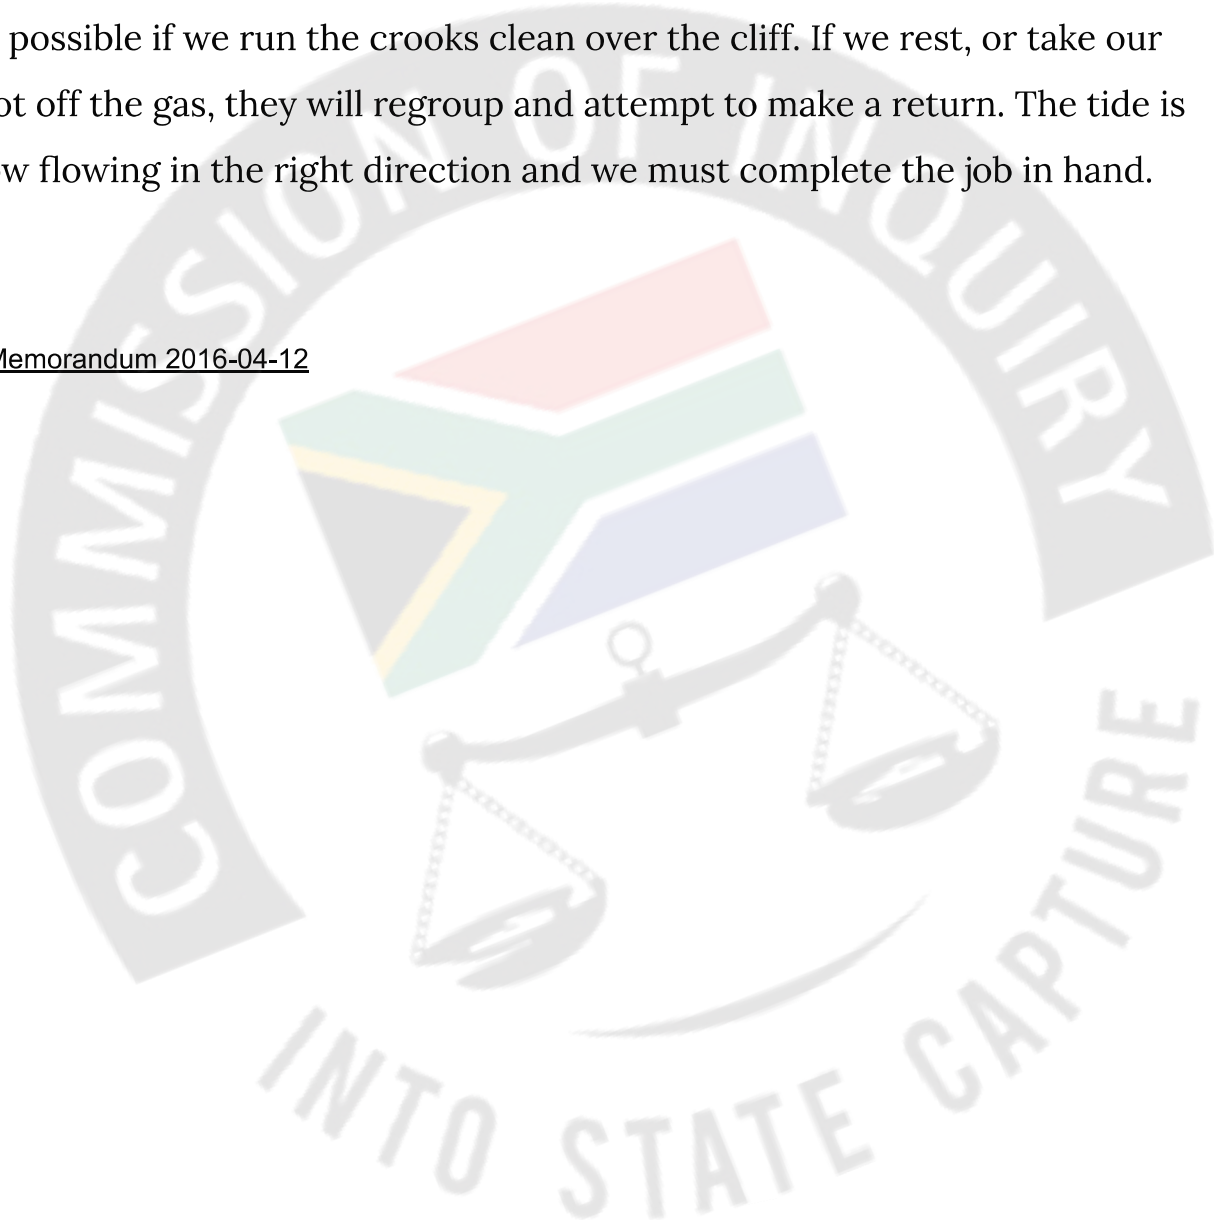 possible if we run the crooks clean over the cliff. If we rest, or take our
off the gas, they will regroup and attempt to make a return. The tide is
flowing in the right direction and we must complete the job in hand.
Memorandum 2016-04-12
COMMISSION OF INQUIRY
INTO STATE CAPTURE